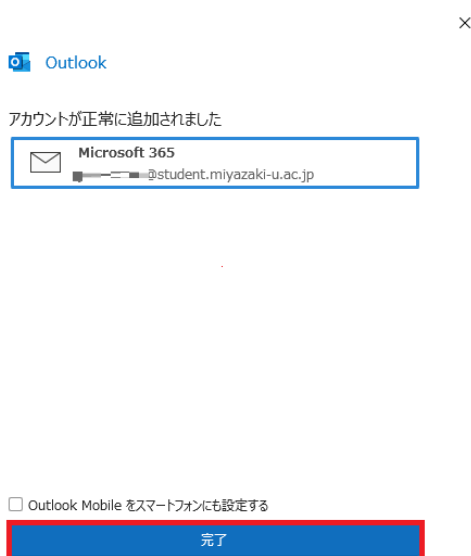 Outlook
アカウントが正常に追加されました
Microsoft 365
@student.miyazaki-u.ac.jp
Outlook Mobile をスマートフォンにも設定する
完了